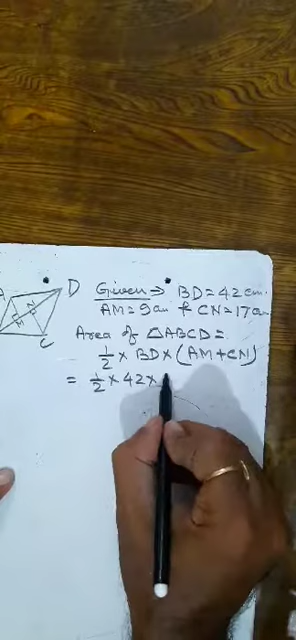 A
D
M
N
C
Given → BD = 42 cm.
AM = 9 cm & CN = 17 cm
Area of △ABCD =
1/2 × BD × (AM + CN)
= 1/2 × 42 ×